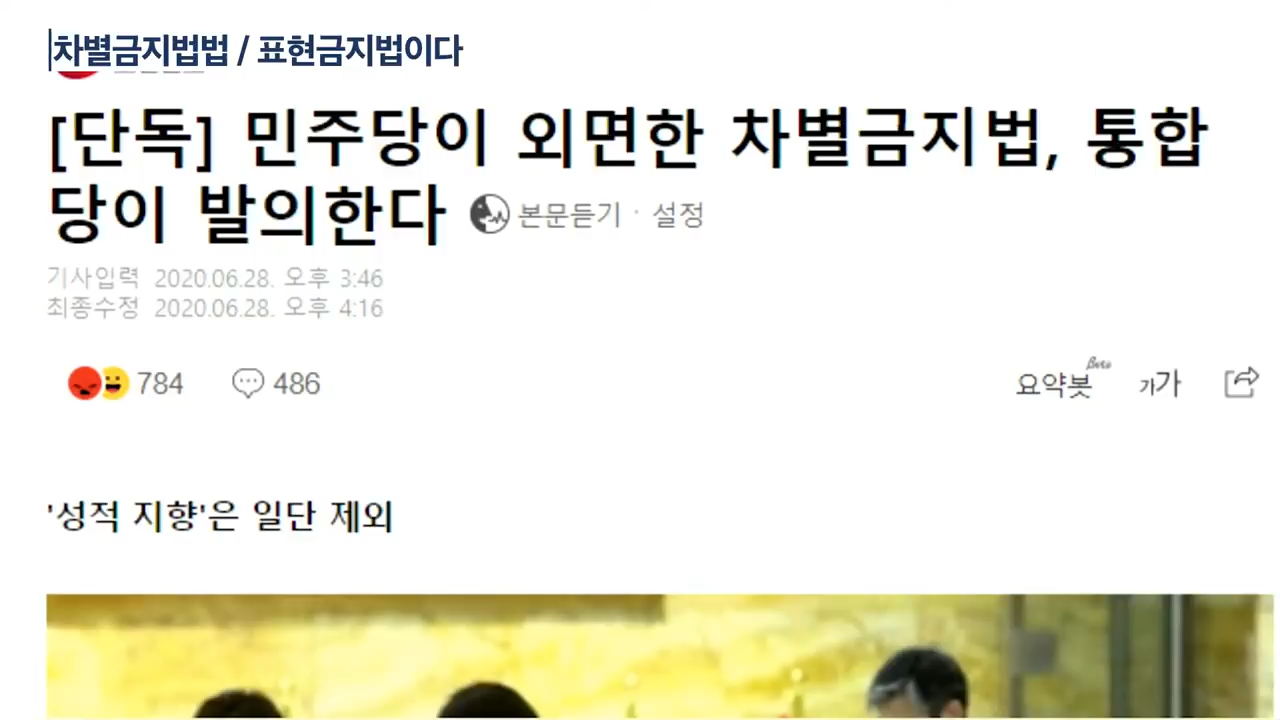 차별금지법법 / 표현금지법이다
[단독] 민주당이 외면한 차별금지법, 통합
당이 발의한다 본문듣기 · 설정
기사입력 2020.06.28. 오후 3:46
최종수정 2020.06.28. 오후 4:16
784 486 요약봇 Beta 가가
'성적 지향'은 일단 제외